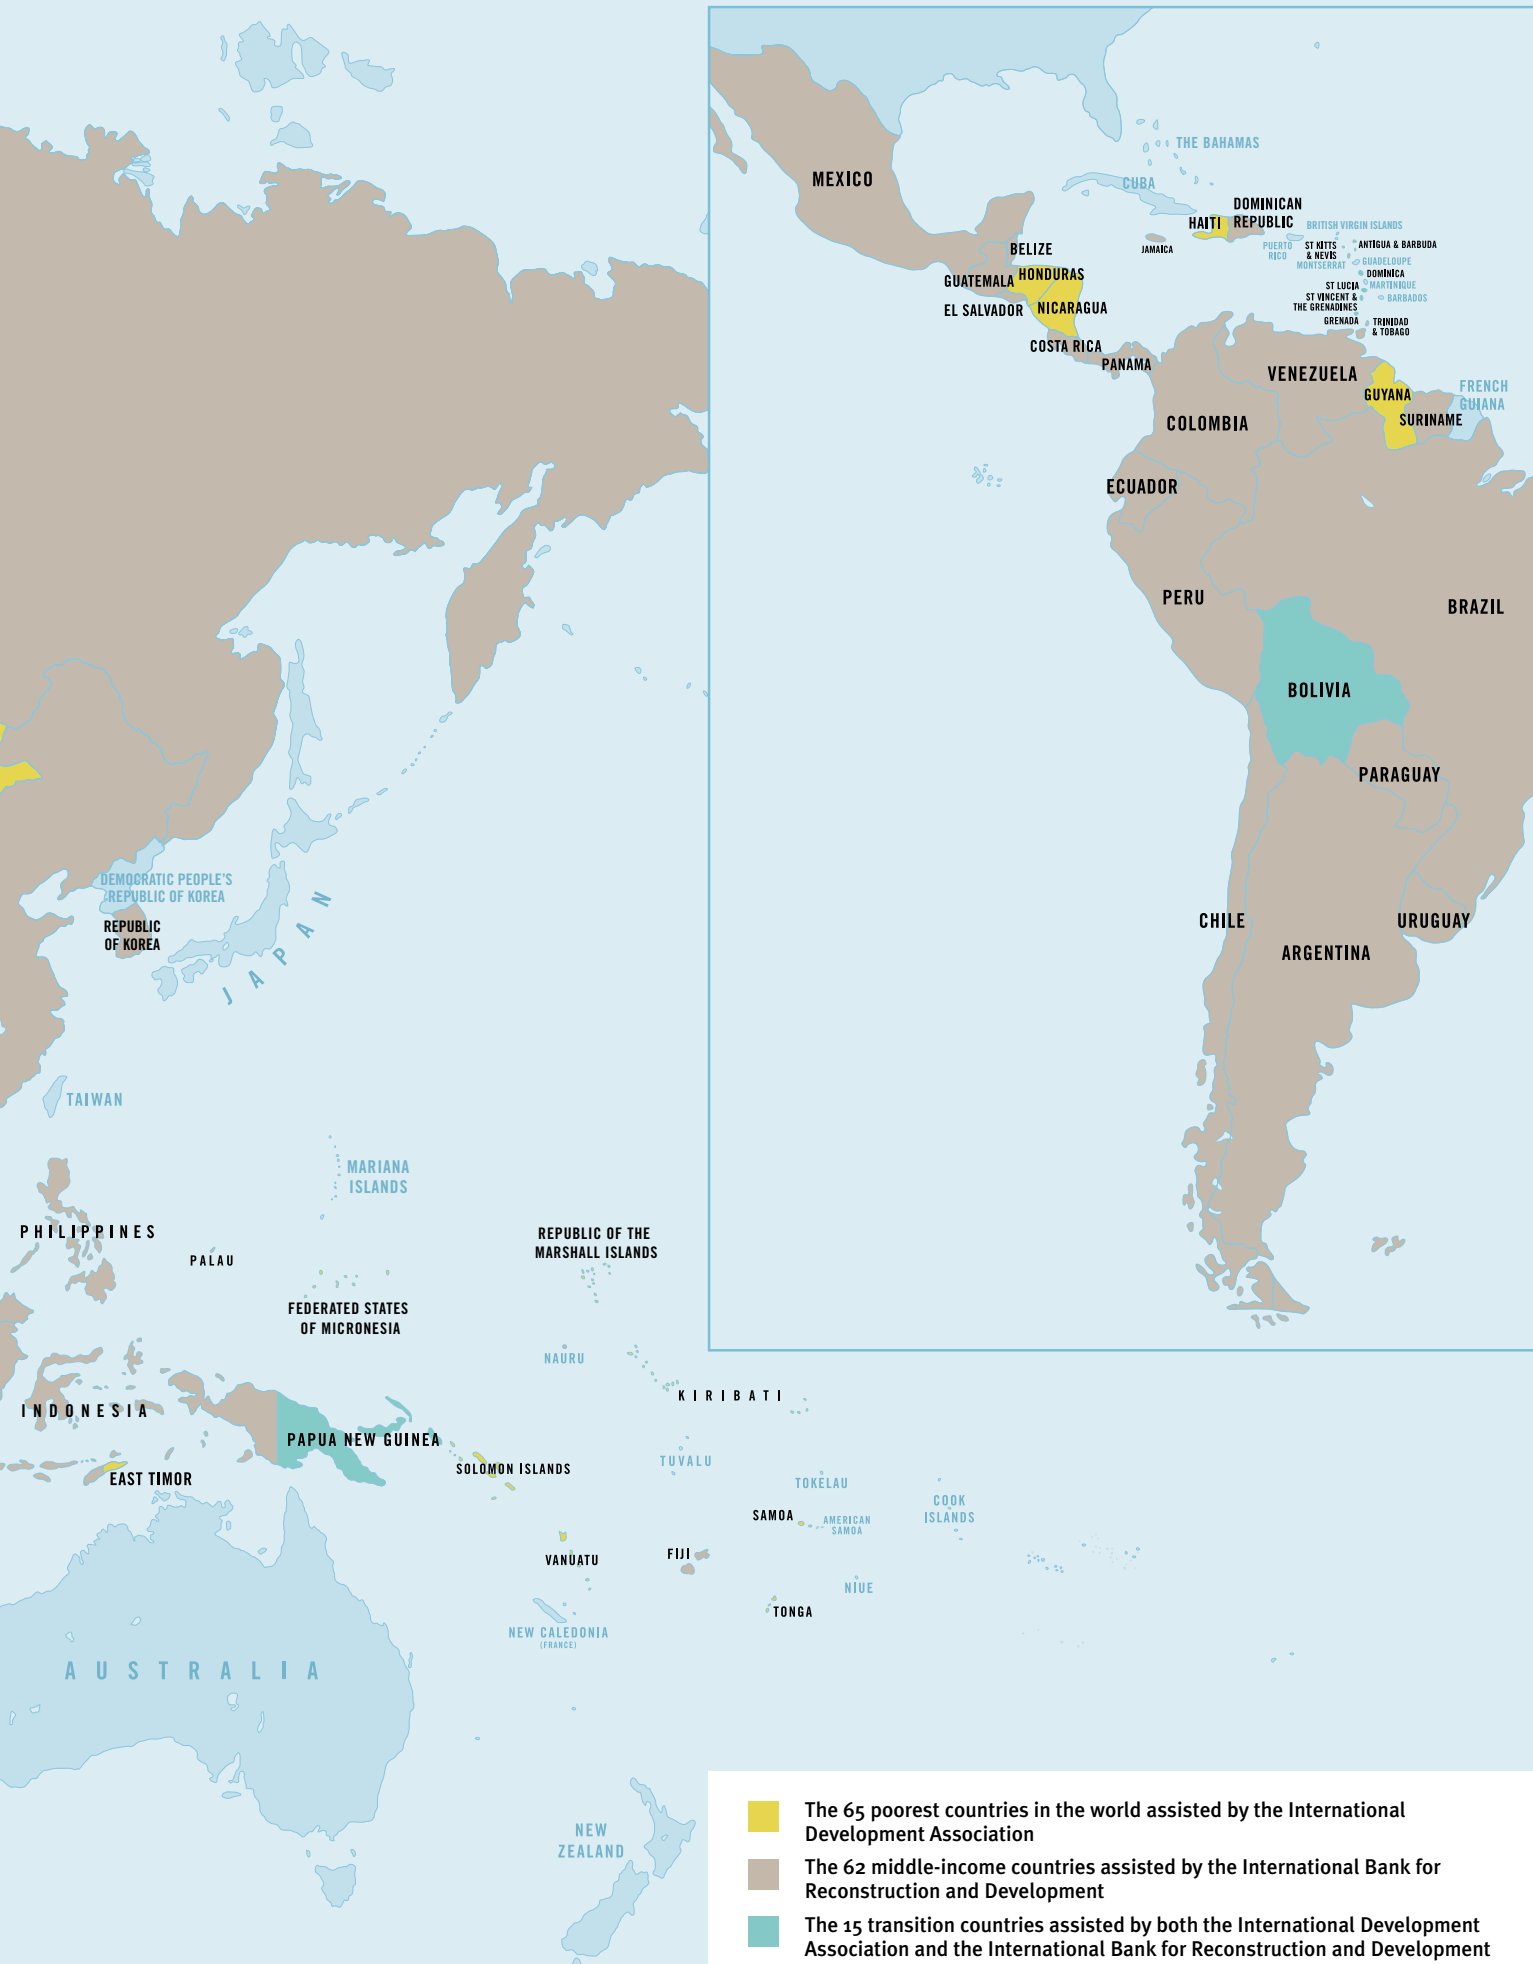 THE BAHAMAS
MEXICO
CUBA
DOMINICAN
REPUBLIC
HAITI
BRITISH VIRGIN ISLANDS
JAMAICA
PUERTO
RICO
ST KITTS
& NEVIS
ANTIGUA & BARBUDA
MONTSERRAT
GUADELOUPE
DOMINICA
BELIZE
GUATEMALA
HONDURAS
ST LUCIA
MARTINIQUE
ST VINCENT &
THE GRENADINES
BARBADOS
EL SALVADOR
NICARAGUA
GRENADA
TRINIDAD
& TOBAGO
COSTA RICA
PANAMA
VENEZUELA
GUYANA
FRENCH
GUIANA
SURINAME
COLOMBIA
ECUADOR
PERU
BRAZIL
BOLIVIA
PARAGUAY
CHILE
URUGUAY
ARGENTINA
DEMOCRATIC PEOPLE'S
REPUBLIC OF KOREA
REPUBLIC
OF KOREA
JAPAN
TAIWAN
MARIANA
ISLANDS
PHILIPPINES
PALAU
REPUBLIC OF THE
MARSHALL ISLANDS
FEDERATED STATES
OF MICRONESIA
NAURU
KIRIBATI
INDONESIA
PAPUA NEW GUINEA
EAST TIMOR
SOLOMON ISLANDS
TUVALU
TOKELAU
COOK
ISLANDS
SAMOA
AMERICAN
SAMOA
VANUATU
FIJI
NIUE
TONGA
NEW CALEDONIA
(FRANCE)
AUSTRALIA
NEW
ZEALAND
The 65 poorest countries in the world assisted by the International
Development Association
The 62 middle-income countries assisted by the International Bank for
Reconstruction and Development
The 15 transition countries assisted by both the International Development
Association and the International Bank for Reconstruction and Development